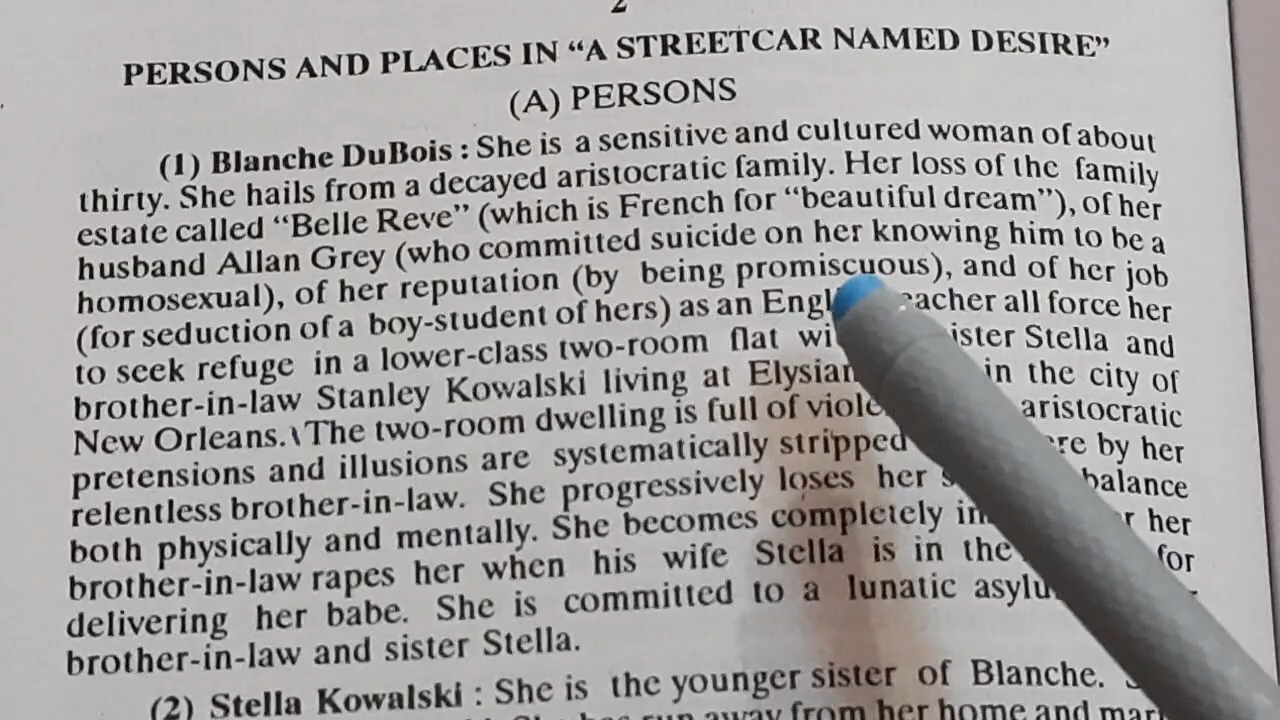 2
PERSONS AND PLACES IN “A STREETCAR NAMED DESIRE”
(A) PERSONS
(1) Blanche DuBois : She is a sensitive and cultured woman of about
thirty. She hails from a decayed aristocratic family. Her loss of the family
estate called “Belle Reve” (which is French for “beautiful dream”), of her
husband Allan Grey (who committed suicide on her knowing him to be a
homosexual), of her reputation (by being promiscuous), and of her job
(for seduction of a boy-student of hers) as an all force her
to seek refuge in a lower-class two-room flat Stella and
brother-in-law Stanley Kowalski living at Elysian in the city of
New Orleans. The two-room dwelling is full of aristocratic
pretensions and illusions are systematically stripped by her
relentless brother-in-law. She progressively loses her balance
both physically and mentally. She becomes completely her
brother-in-law rapes her when his wife Stella is in the for
delivering her babe. She is committed to a lunatic
brother-in-law and sister Stella.
(2) Stella Kowalski : She is the younger sister of Blanche.
run away from her home and